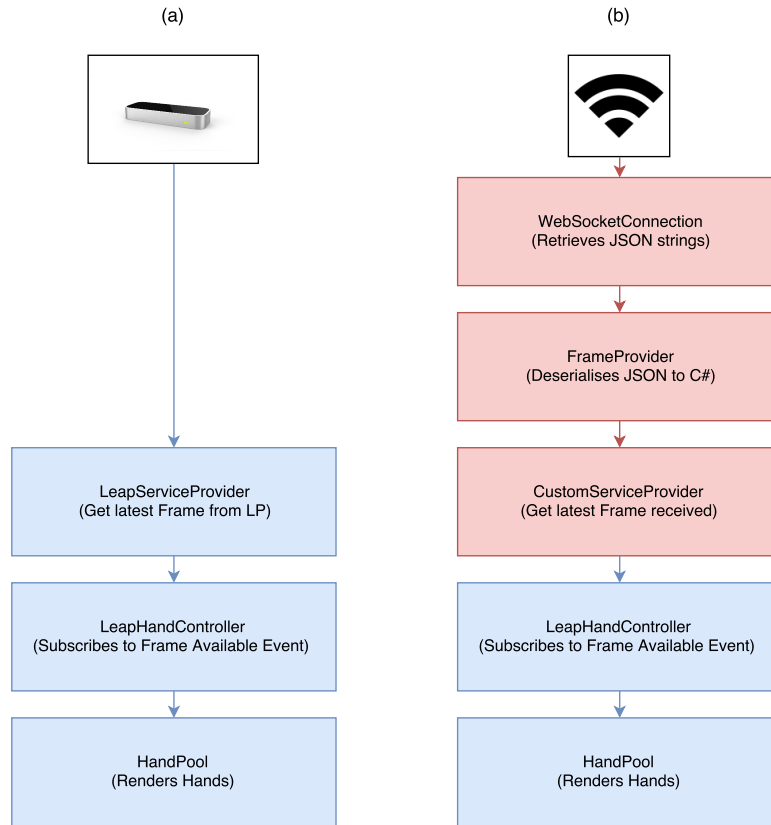 (a)
LeapServiceProvider
(Get latest Frame from LP)
LeapHandController
(Subscribes to Frame Available Event)
HandPool
(Renders Hands)
(b)
WebSocketConnection
(Retrieves JSON strings)
FrameProvider
(Deserialises JSON to C#)
CustomServiceProvider
(Get latest Frame received)
LeapHandController
(Subscribes to Frame Available Event)
HandPool
(Renders Hands)